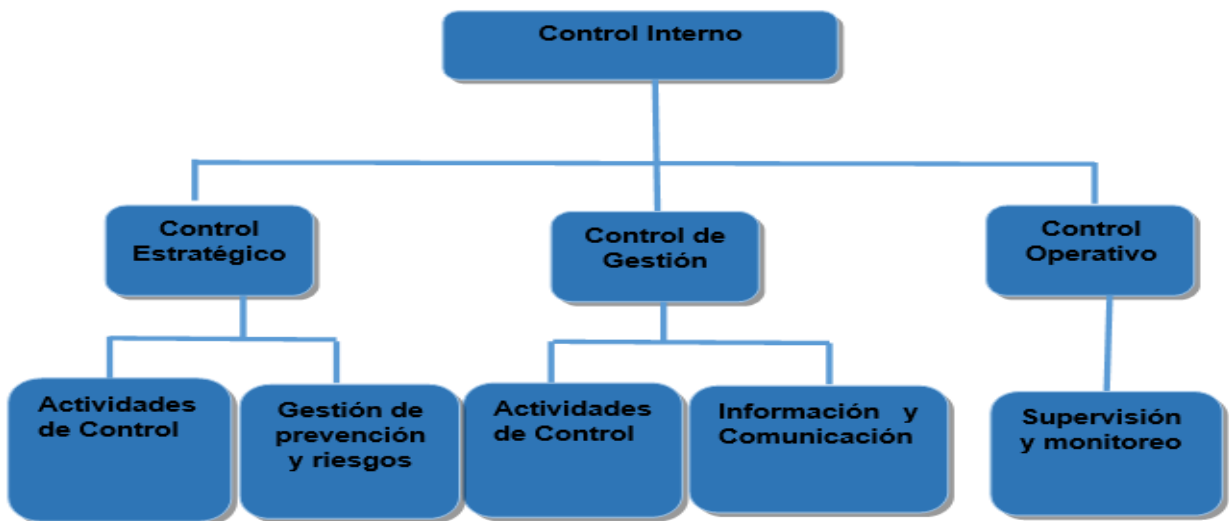 Control Interno
Control
Estratégico
Control de
Gestión
Control
Operativo
Actividades
de Control
Gestión de
prevención
y riesgos
Actividades
de Control
Información y
Comunicación
Supervisión
y monitoreo